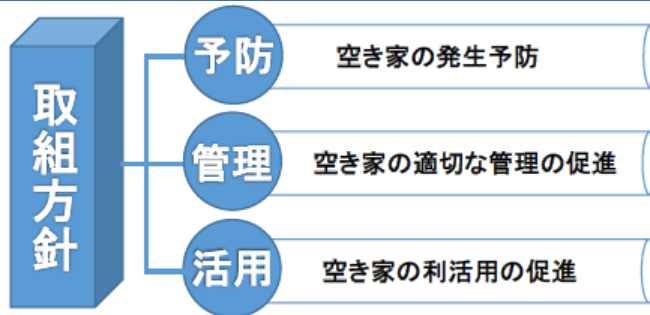 取組方針
予防
空き家の発生予防
管理
空き家の適切な管理の促進
活用
空き家の利活用の促進